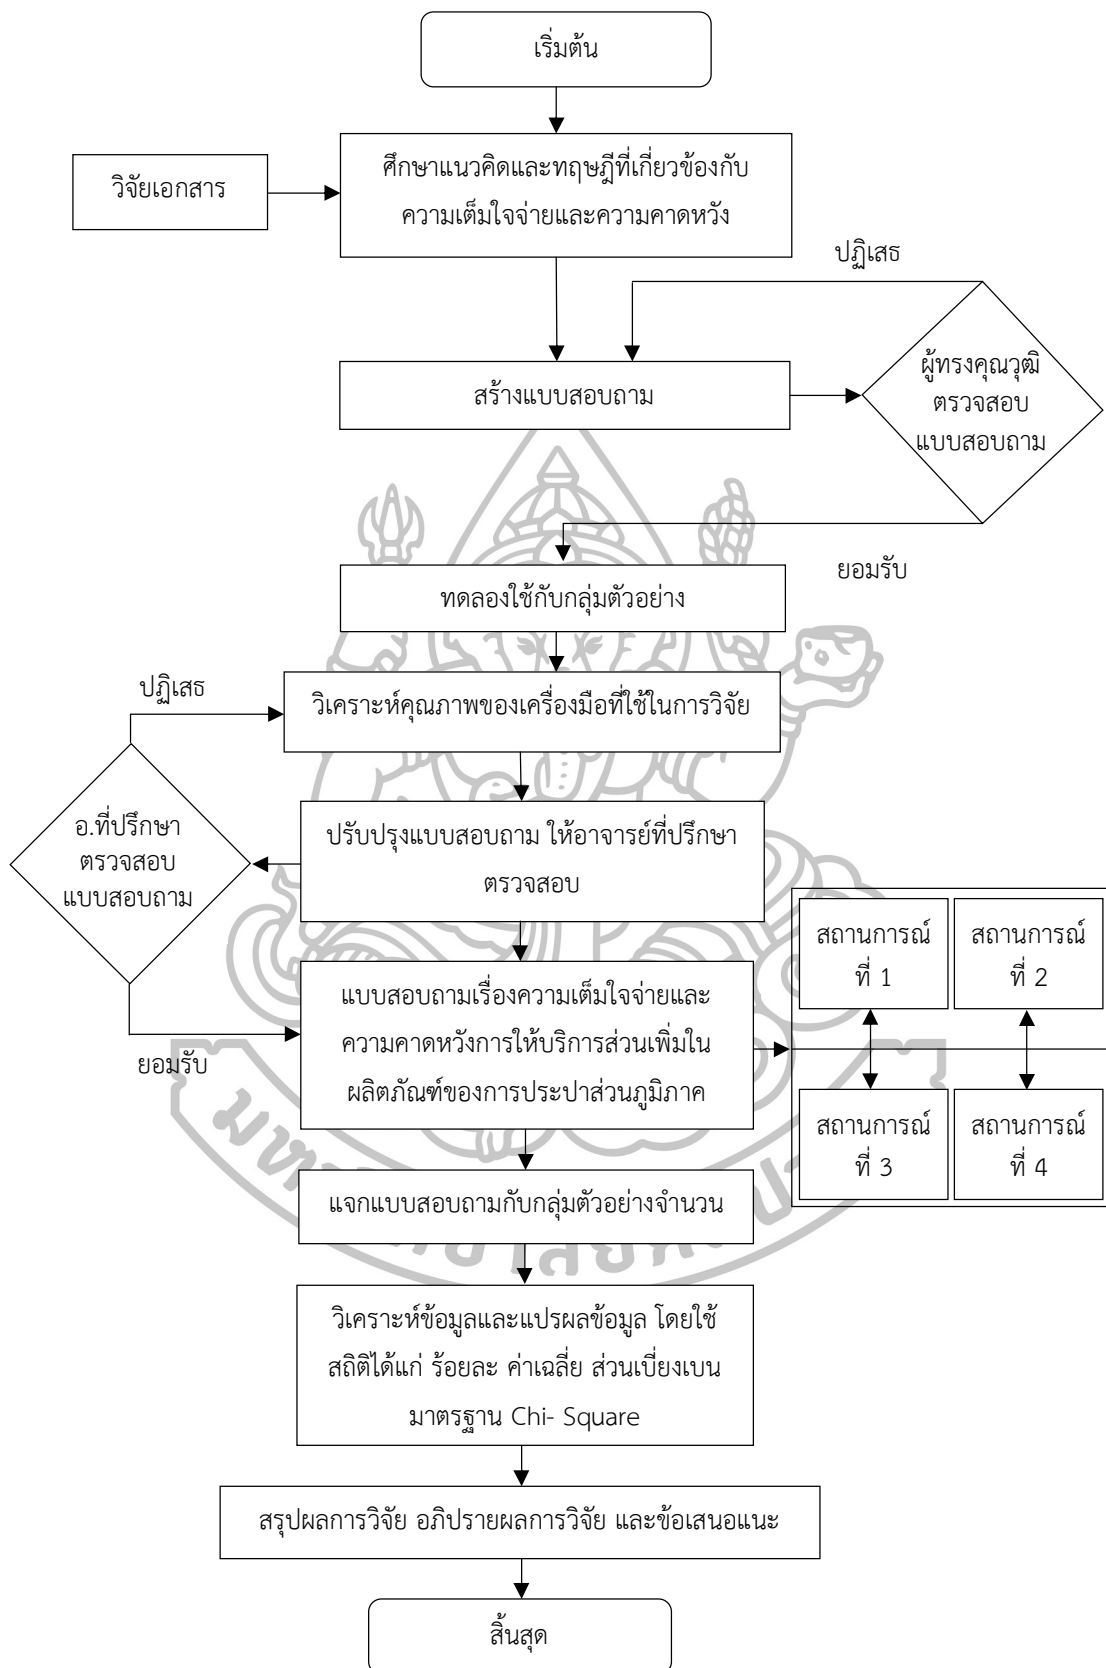 เริ่มต้น
วิจัยเอกสาร
ศึกษาแนวคิดและทฤษฎีที่เกี่ยวข้องกับ
ความเต็มใจจ่ายและความคาดหวัง
ปฏิเสธ
สร้างแบบสอบถาม
ผู้ทรงคุณวุฒิ
ตรวจสอบ
แบบสอบถาม
ยอมรับ
ทดลองใช้กับกลุ่มตัวอย่าง
ปฏิเสธ
วิเคราะห์คุณภาพของเครื่องมือที่ใช้ในการวิจัย
อ.ที่ปรึกษา
ตรวจสอบ
แบบสอบถาม
ปรับปรุงแบบสอบถาม ให้อาจารย์ที่ปรึกษา
ตรวจสอบ
ยอมรับ
แบบสอบถามเรื่องความเต็มใจจ่ายและ
ความคาดหวังการให้บริการส่วนเพิ่มใน
ผลิตภัณฑ์ของการประปาส่วนภูมิภาค
สถานการณ์
ที่ 1
สถานการณ์
ที่ 2
สถานการณ์
ที่ 3
สถานการณ์
ที่ 4
แจกแบบสอบถามกับกลุ่มตัวอย่างจำนวน
วิเคราะห์ข้อมูลและแปรผลข้อมูล โดยใช้
สถิติได้แก่ ร้อยละ ค่าเฉลี่ย ส่วนเบี่ยงเบน
มาตรฐาน Chi- Square
สรุปผลการวิจัย อภิปรายผลการวิจัย และข้อเสนอแนะ
สิ้นสุด